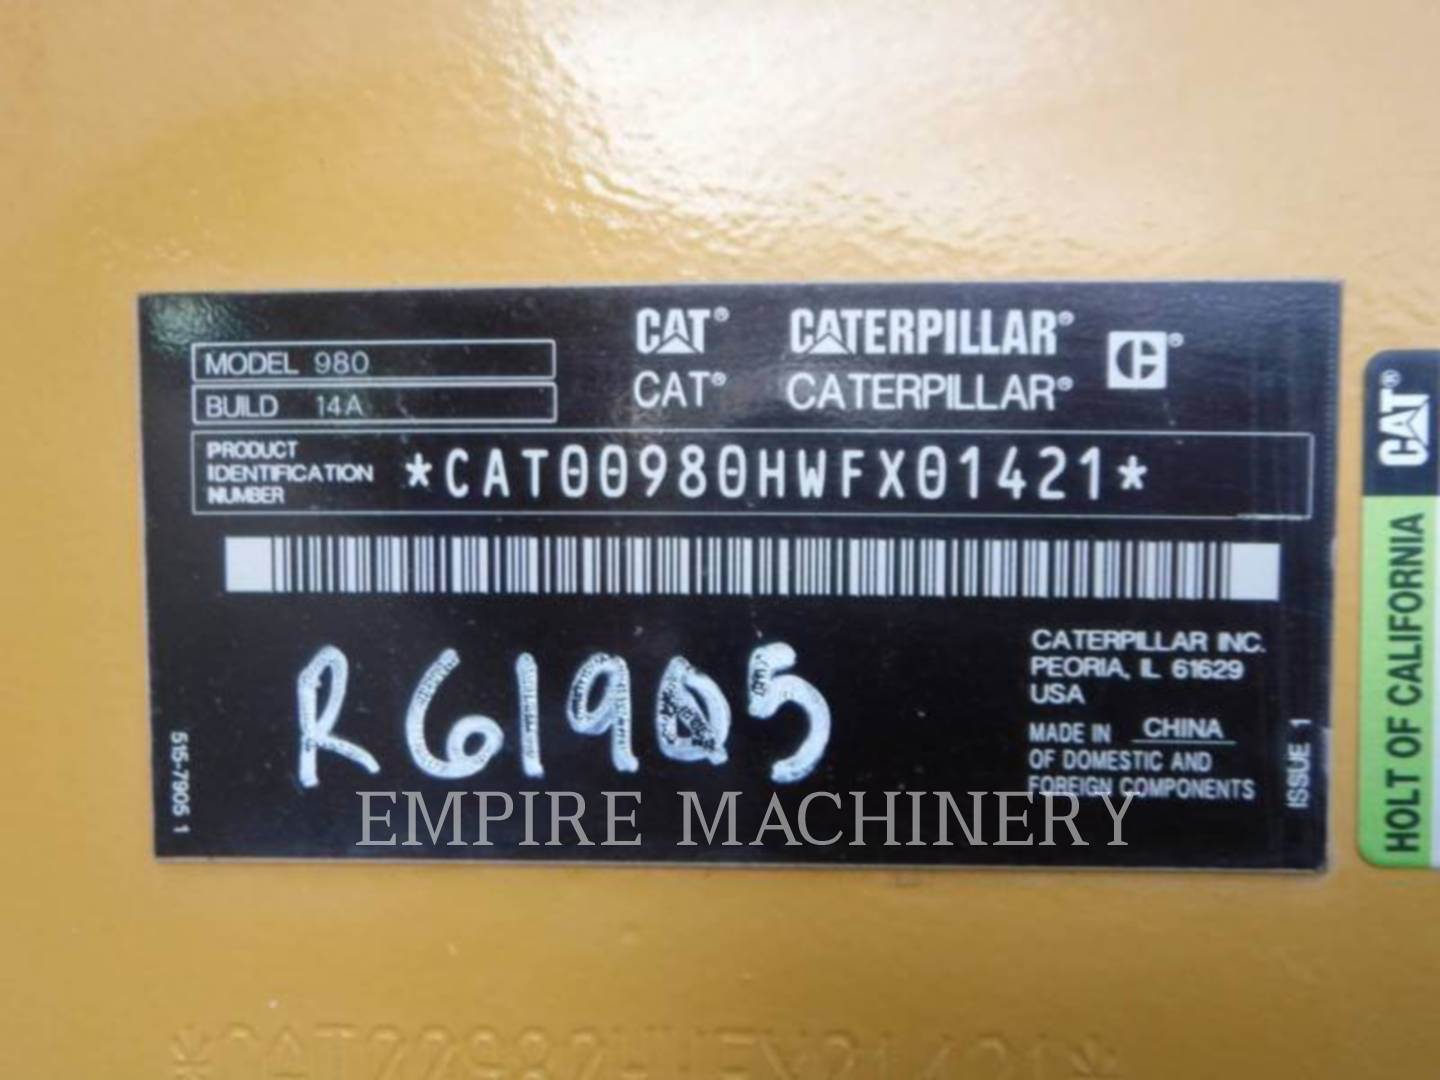 MODEL 980
BUILD 14A
CAT® CATERPILLAR®
CAT® CATERPILLAR®
PRODUCT IDENTIFICATION NUMBER *CAT00980HWFX01421*
R61905
CATERPILLAR INC.
PEORIA, IL 61629
USA
MADE IN CHINA
OF DOMESTIC AND
FOREIGN COMPONENTS
515-7905 1
ISSUE 1
EMPIRE MACHINERY
CAT®
HOLT OF CALIFORNIA